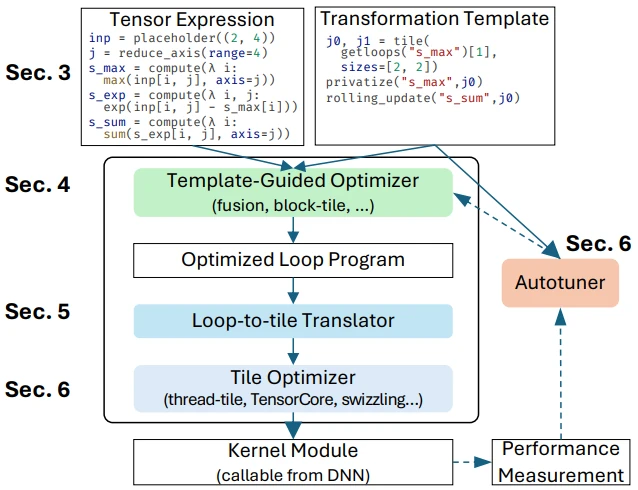 Tensor Expression
inp = placeholder((2, 4))
j = reduce_axis(range=4)
s_max = compute(λ i:
max(inp[i, j], axis=j))
s_exp = compute(λ i, j:
exp(inp[i, j] - s_max[i]))
s_sum = compute(λ i:
sum(s_exp[i, j], axis=j))
Transformation Template
j0, j1 = tile(
getloops("s_max")[1],
sizes=[2, 2])
privatize("s_max",j0)
rolling_update("s_sum",j0)
Sec. 3
Sec. 4
Template-Guided Optimizer
(fusion, block-tile, ...)
Optimized Loop Program
Sec. 6
Autotuner
Sec. 5
Loop-to-tile Translator
Sec. 6
Tile Optimizer
(thread-tile, TensorCore, swizzling...)
Kernel Module
(callable from DNN)
Performance
Measurement